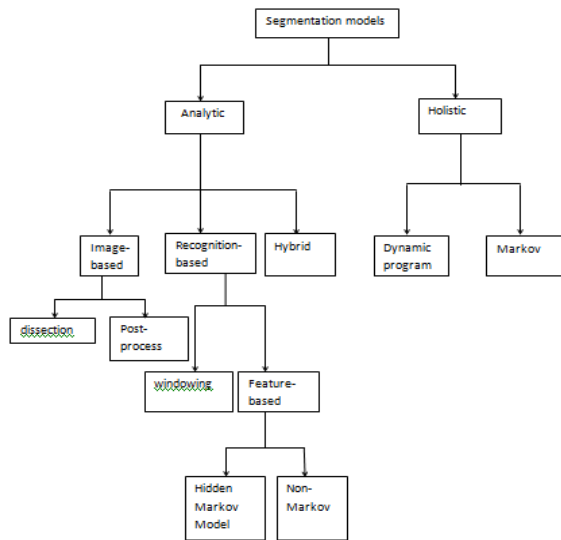 Segmentation models
Analytic
Holistic
Image-
based
Recognition-
based
Hybrid
Dynamic
program
Markov
dissection
Post-
process
windowing
Feature-
based
Hidden
Markov
Model
Non-
Markov